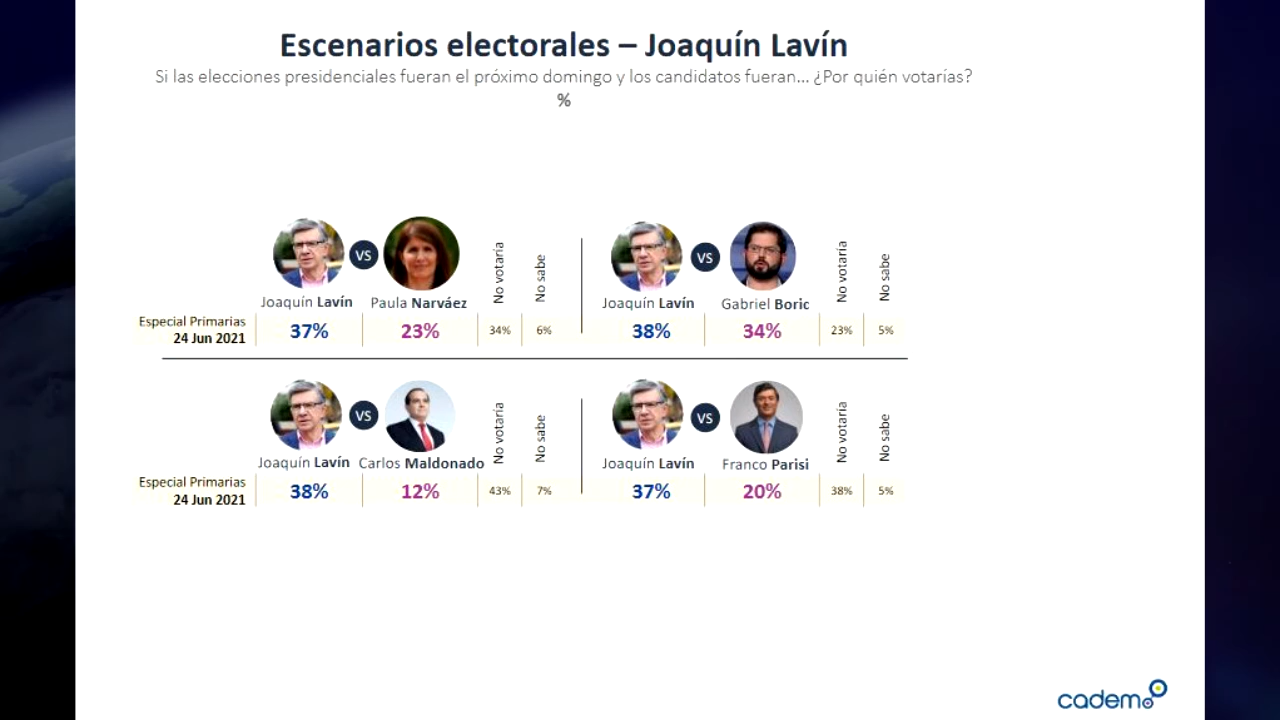 Escenarios electorales – Joaquín Lavín
Si las elecciones presidenciales fueran el próximo domingo y los candidatos fueran... ¿Por quién votarías?
%
VS
No votaría
No sabe
Joaquín Lavín
Paula Narváez
Especial Primarias
24 Jun 2021
37%
23%
34%
6%
VS
No votaría
No sabe
Joaquín Lavín
Gabriel Boric
38%
34%
23%
5%
VS
No votaría
No sabe
Joaquín Lavín
Carlos Maldonado
Especial Primarias
24 Jun 2021
38%
12%
43%
7%
VS
No votaría
No sabe
Joaquín Lavín
Franco Parisi
37%
20%
38%
5%
cadem